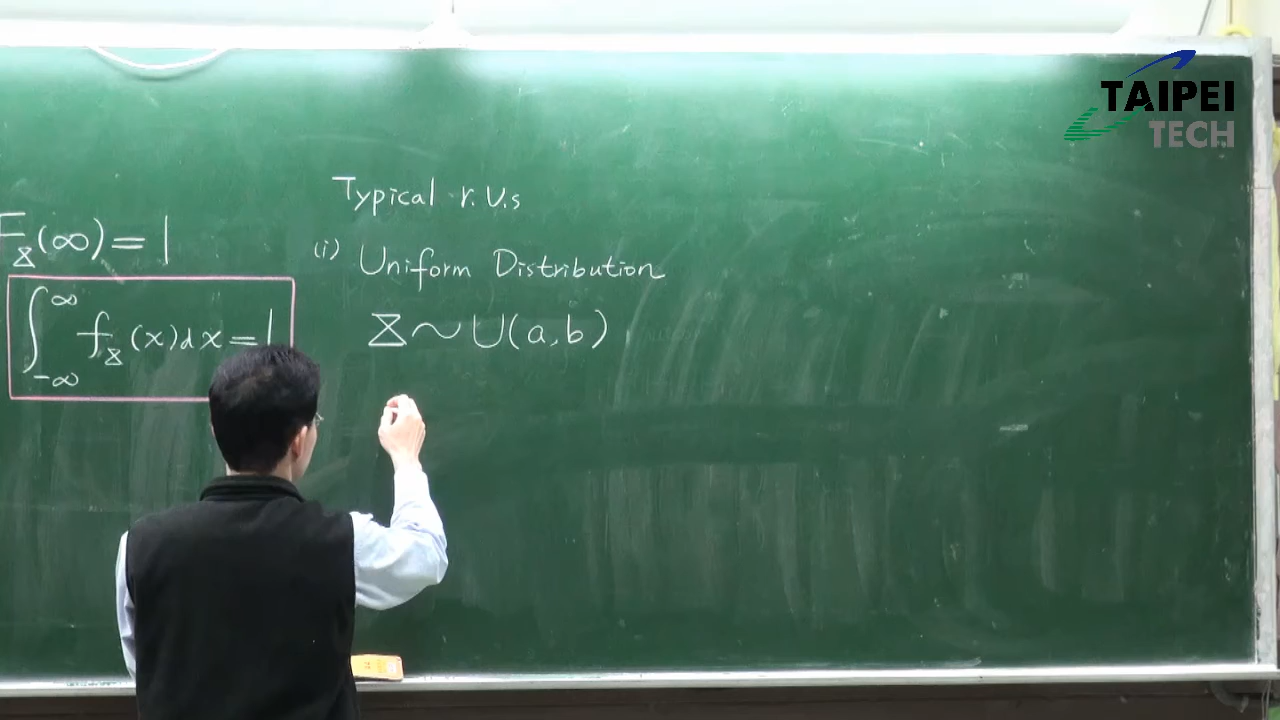 F_X(∞) = 1
∫_{-∞}^{∞} f_X(x)dx = 1
Typical r.v.s
(i) Uniform Distribution
X ~ U(a,b)
TAIPEI
TECH